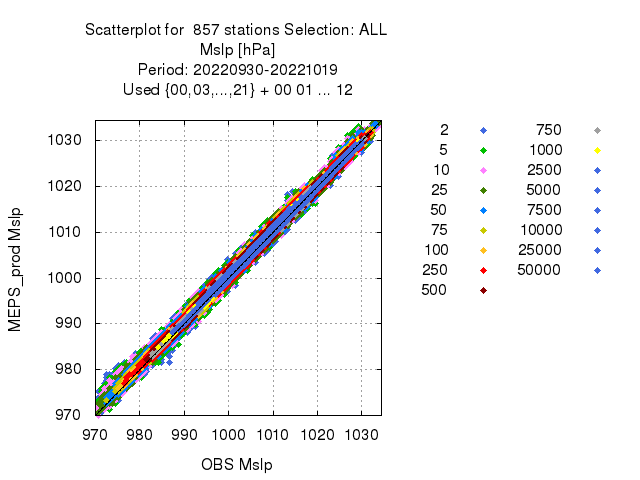 Scatterplot for 857 stations Selection: ALL
Mslp [hPa]
Period: 20220930-20221019
Used {00,03,...,21} + 00 01 ... 12
MEPS_prod Mslp
1030
1020
1010
1000
990
980
970
970 980 990 1000 1010 1020 1030
OBS Mslp
2 750
5 1000
10 2500
25 5000
50 7500
75 10000
100 25000
250 50000
500